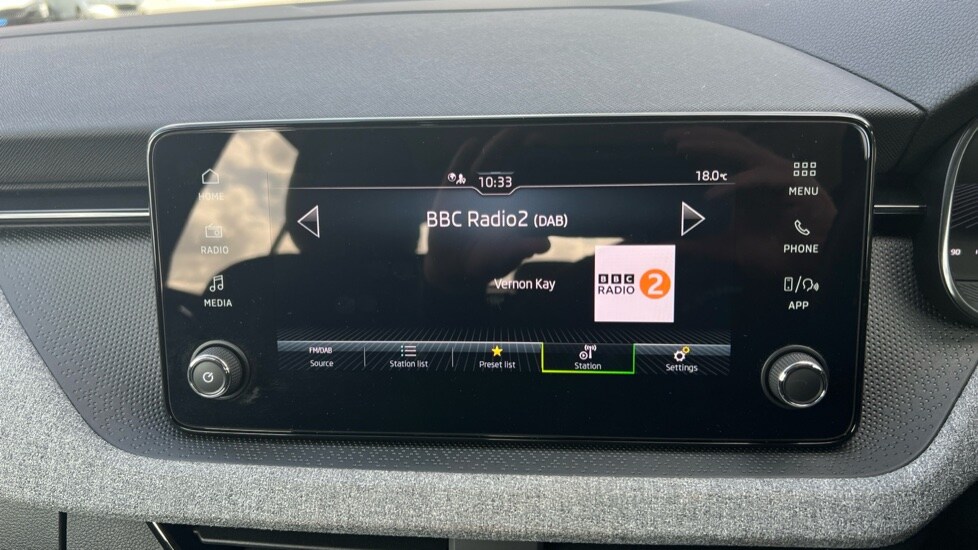 10:33
18.0°C
BBC Radio2 (DAB)
Vernon Kay
BBC
RADIO 2
HOME
RADIO
MEDIA
MENU
PHONE
APP
FM/DAB
Source
Station list
Preset list
Station
Settings
90